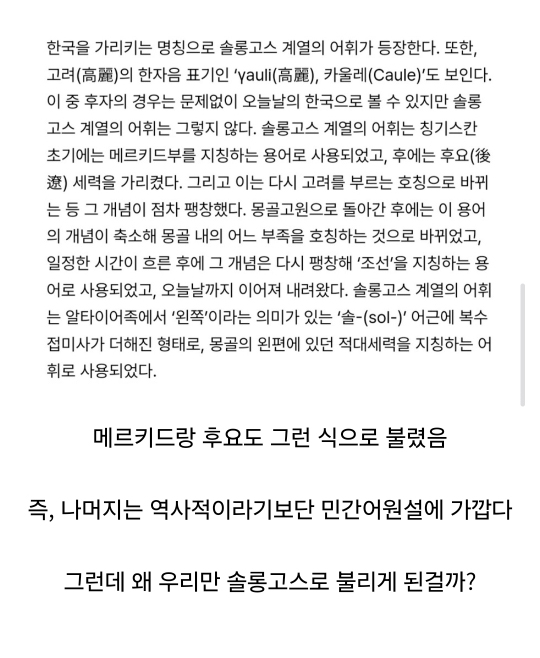 한국을 가리키는 명칭으로 솔롱고스 계열의 어휘가 등장한다. 또한,
고려(高麗)의 한자음 표기인 ‘γauli(高麗), 카울레(Caule)’도 보인다.
이 중 후자의 경우는 문제없이 오늘날의 한국으로 볼 수 있지만 솔롱
고스 계열의 어휘는 그렇지 않다. 솔롱고스 계열의 어휘는 칭기스칸
초기에는 메르키드부를 지칭하는 용어로 사용되었고, 후에는 후요(後
遼) 세력을 가리켰다. 그리고 이는 다시 고려를 부르는 호칭으로 바뀌
는 등 그 개념이 점차 팽창했다. 몽골고원으로 돌아간 후에는 이 용어
의 개념이 축소해 몽골 내의 어느 부족을 호칭하는 것으로 바뀌었고,
일정한 시간이 흐른 후에 그 개념은 다시 팽창해 ‘조선’을 지칭하는 용
어로 사용되었고, 오늘날까지 이어져 내려왔다. 솔롱고스 계열의 어휘
는 알타이어족에서 ‘왼쪽’이라는 의미가 있는 ‘솔-(sol-)’ 어근에 복수
접미사가 더해진 형태로, 몽골의 왼편에 있던 적대세력을 지칭하는 어
휘로 사용되었다.
메르키드랑 후요도 그런 식으로 불렸음
즉, 나머지는 역사적이라기보단 민간어원설에 가깝다
그런데 왜 우리만 솔롱고스로 불리게 된걸까?